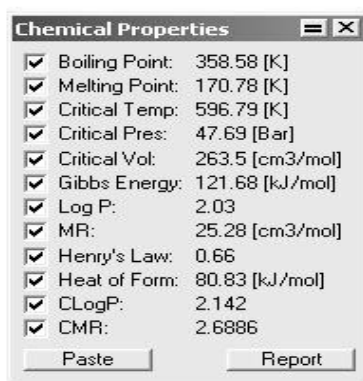 Chemical Properties
Boiling Point: 358.58 [K]
Melting Point: 170.78 [K]
Critical Temp: 596.79 [K]
Critical Pres: 47.69 [Bar]
Critical Vol: 263.5 [cm3/mol]
Gibbs Energy: 121.68 [kJ/mol]
Log P: 2.03
MR: 25.28 [cm3/mol]
Henry's Law: 0.66
Heat of Form: 80.83 [kJ/mol]
CLogP: 2.142
CMR: 2.6886
Paste Report